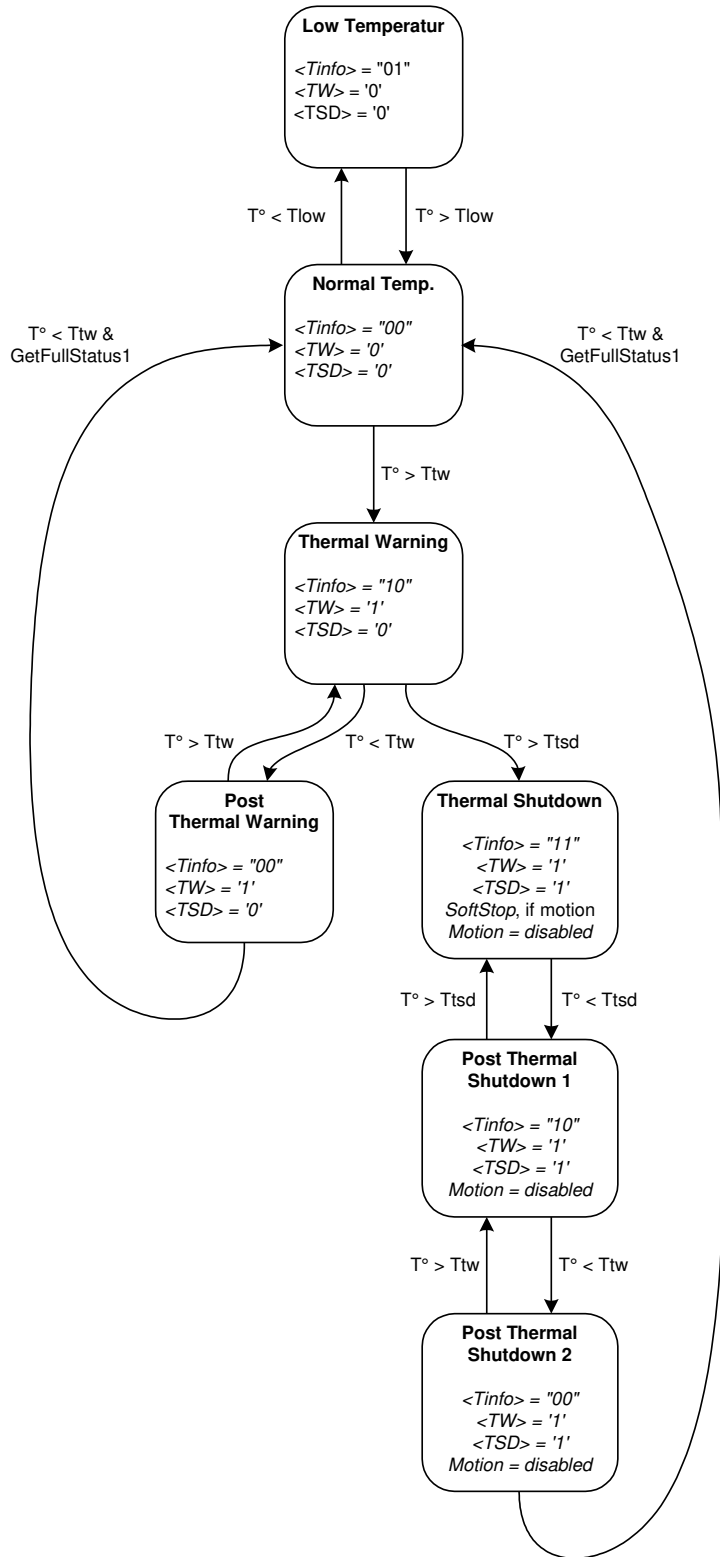 Low Temperatur
<Tinfo> = "01"
<TW> = '0'
<TSD> = '0'
T° < Tlow
T° > Tlow
Normal Temp.
<Tinfo> = "00"
<TW> = '0'
<TSD> = '0'
T° < Ttw &
GetFullStatus1
T° < Ttw &
GetFullStatus1
T° > Ttw
Thermal Warning
<Tinfo> = "10"
<TW> = '1'
<TSD> = '0'
T° > Ttw
T° < Ttw
T° > Ttsd
Post
Thermal Warning
<Tinfo> = "00"
<TW> = '1'
<TSD> = '0'
Thermal Shutdown
<Tinfo> = "11"
<TW> = '1'
<TSD> = '1'
SoftStop, if motion
Motion = disabled
T° > Ttsd
T° < Ttsd
Post Thermal
Shutdown 1
<Tinfo> = "10"
<TW> = '1'
<TSD> = '1'
Motion = disabled
T° > Ttw
T° < Ttw
Post Thermal
Shutdown 2
<Tinfo> = "00"
<TW> = '1'
<TSD> = '1'
Motion = disabled